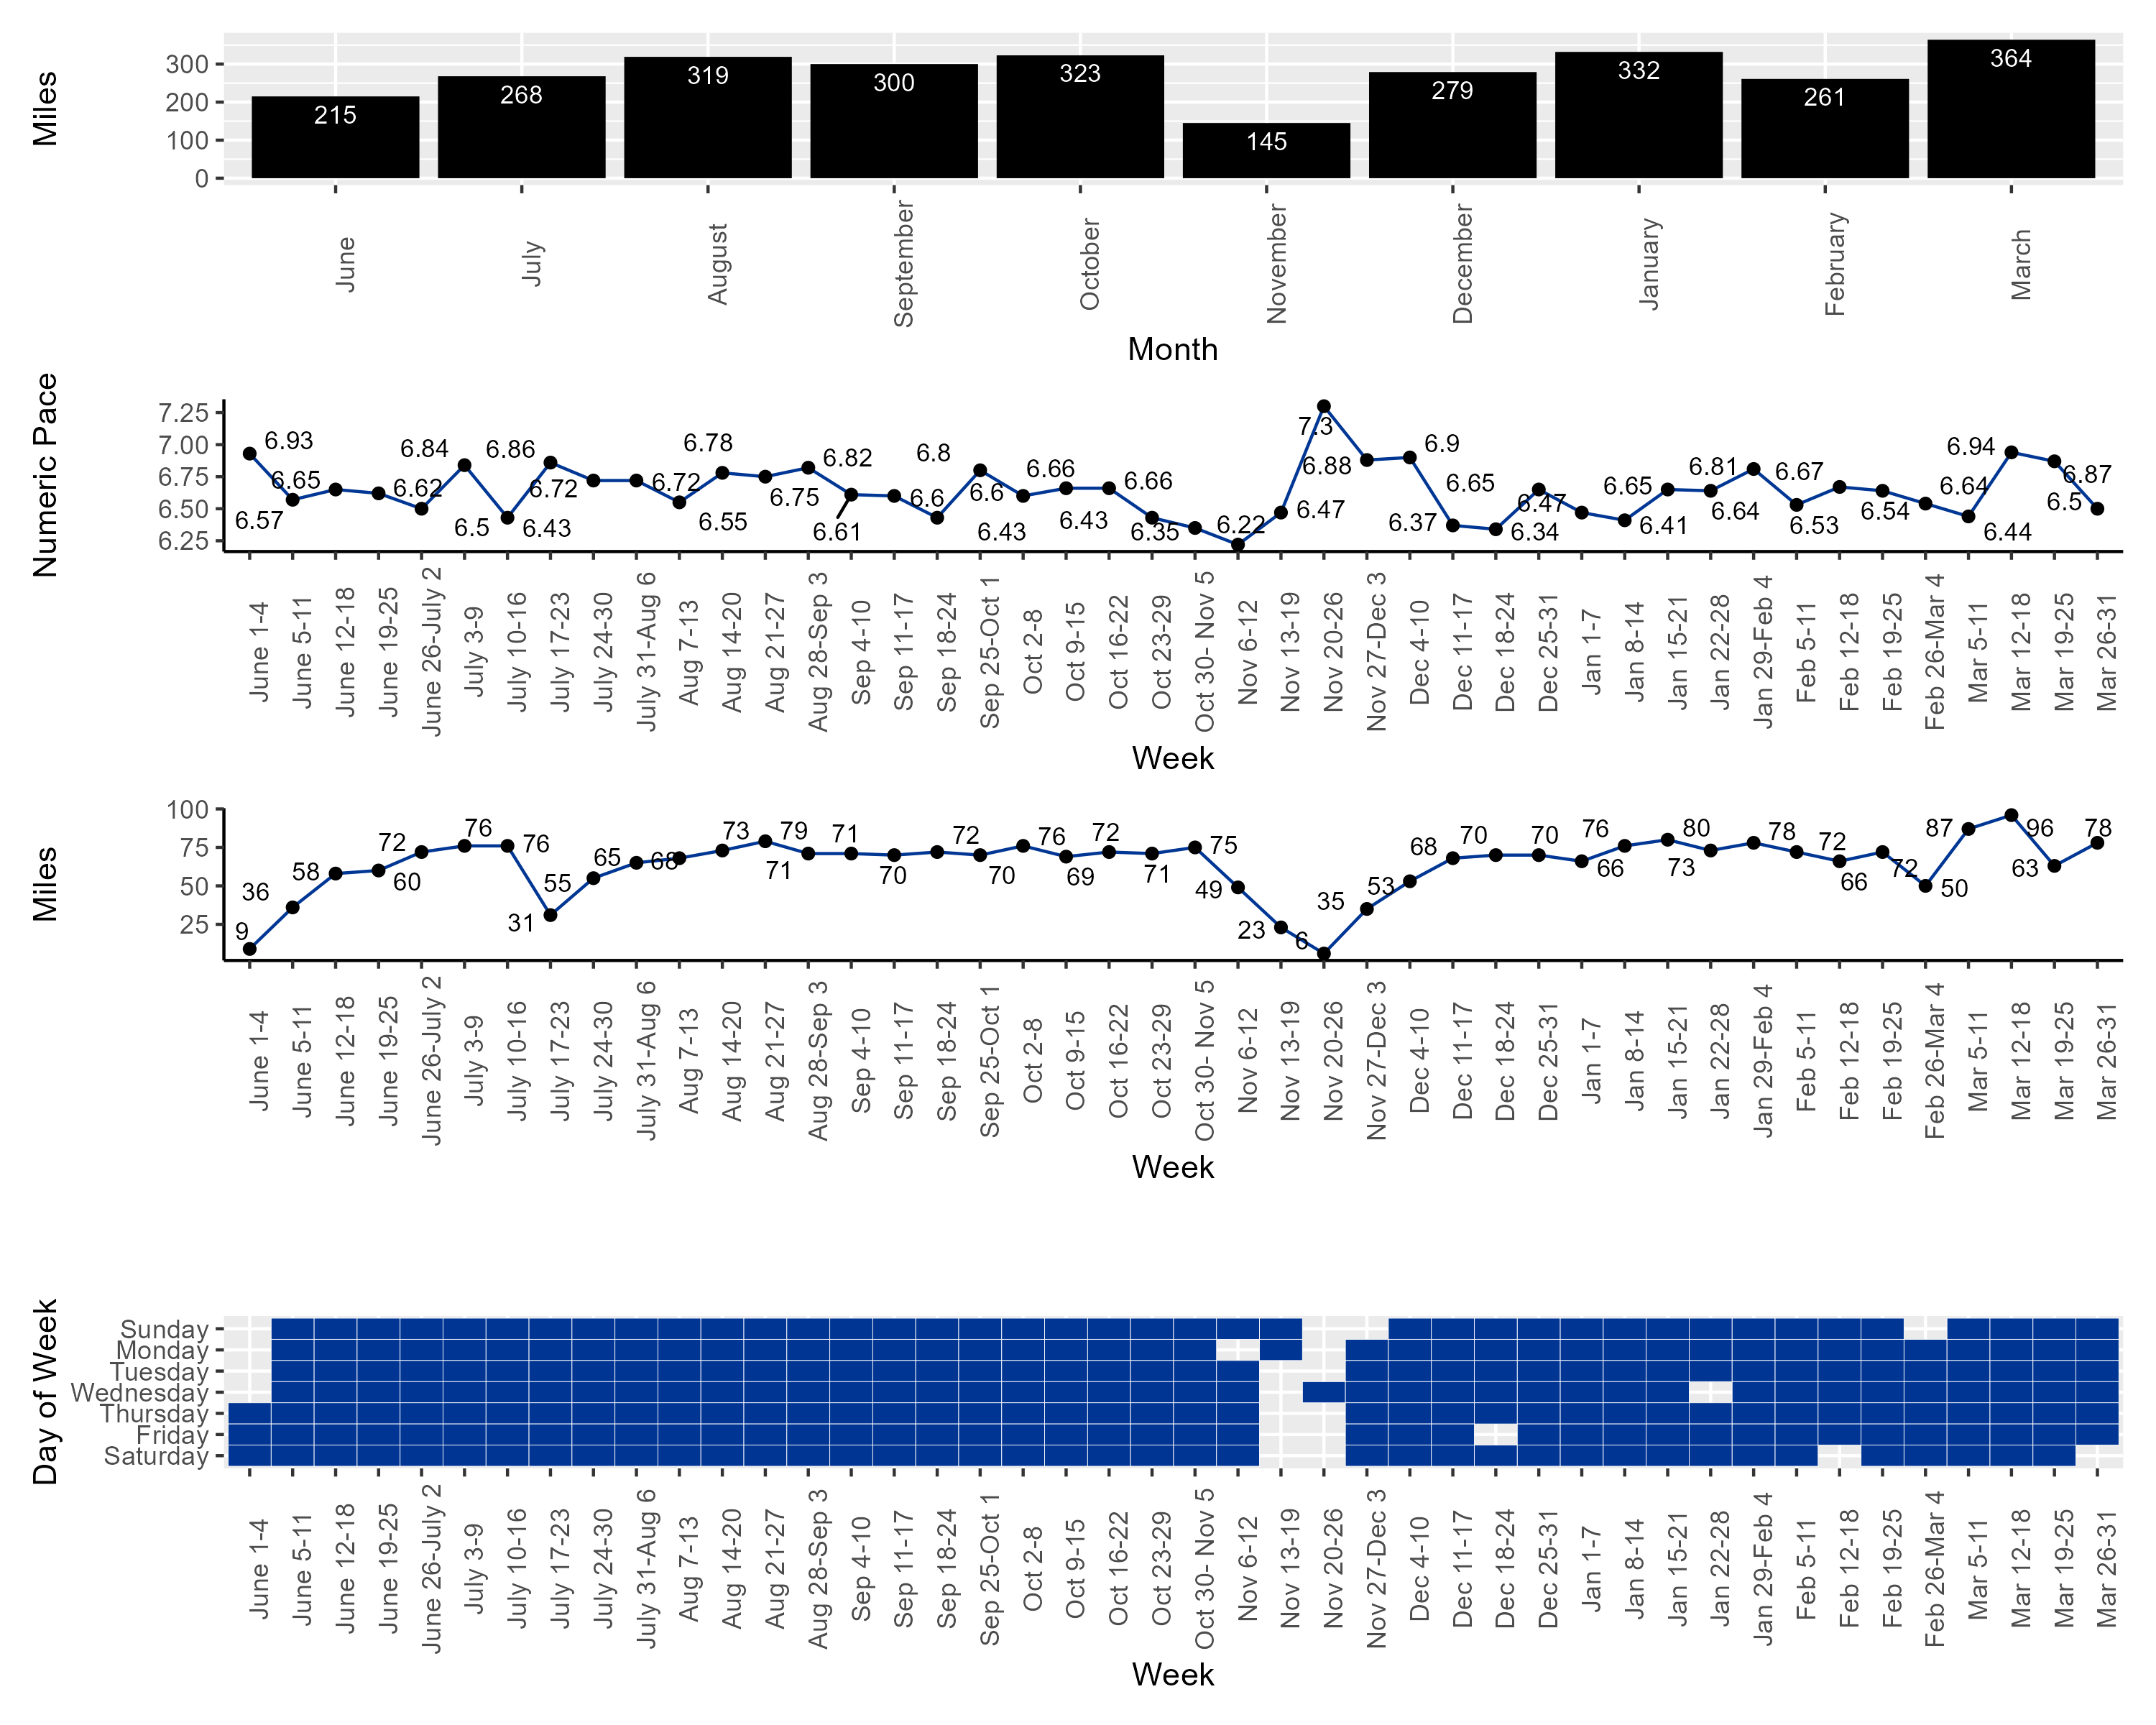 Miles
300
200
100
0
215
268
319
300
323
145
279
332
261
364
June
July
August
September
October
November
December
January
February
March
Month
Numeric Pace
7.25
7.00
6.75
6.50
6.25
6.93
6.57
6.65
6.62
6.84
6.5
6.86
6.43
6.72
6.72
6.78
6.55
6.75
6.82
6.61
6.6
6.8
6.43
6.6
6.66
6.43
6.66
6.35
6.22
6.47
7.3
6.88
6.9
6.37
6.65
6.34
6.47
6.65
6.41
6.81
6.64
6.67
6.53
6.54
6.64
6.94
6.44
6.5
6.87
June 1-4
June 5-11
June 12-18
June 19-25
June 26-July 2
July 3-9
July 10-16
July 17-23
July 24-30
July 31-Aug 6
Aug 7-13
Aug 14-20
Aug 21-27
Aug 28-Sep 3
Sep 4-10
Sep 11-17
Sep 18-24
Sep 25-Oct 1
Oct 2-8
Oct 9-15
Oct 16-22
Oct 23-29
Oct 30- Nov 5
Nov 6-12
Nov 13-19
Nov 20-26
Nov 27-Dec 3
Dec 4-10
Dec 11-17
Dec 18-24
Dec 25-31
Jan 1-7
Jan 8-14
Jan 15-21
Jan 22-28
Jan 29-Feb 4
Feb 5-11
Feb 12-18
Feb 19-25
Feb 26-Mar 4
Mar 5-11
Mar 12-18
Mar 19-25
Mar 26-31
Week
Miles
100
75
50
25
9
36
58
60
72
76
76
31
55
65
68
73
79
71
71
70
72
70
76
69
72
71
75
49
23
6
35
53
68
70
70
66
76
80
73
78
72
66
72
50
87
96
63
78
June 1-4
June 5-11
June 12-18
June 19-25
June 26-July 2
July 3-9
July 10-16
July 17-23
July 24-30
July 31-Aug 6
Aug 7-13
Aug 14-20
Aug 21-27
Aug 28-Sep 3
Sep 4-10
Sep 11-17
Sep 18-24
Sep 25-Oct 1
Oct 2-8
Oct 9-15
Oct 16-22
Oct 23-29
Oct 30- Nov 5
Nov 6-12
Nov 13-19
Nov 20-26
Nov 27-Dec 3
Dec 4-10
Dec 11-17
Dec 18-24
Dec 25-31
Jan 1-7
Jan 8-14
Jan 15-21
Jan 22-28
Jan 29-Feb 4
Feb 5-11
Feb 12-18
Feb 19-25
Feb 26-Mar 4
Mar 5-11
Mar 12-18
Mar 19-25
Mar 26-31
Week
Day of Week
Sunday
Monday
Tuesday
Wednesday
Thursday
Friday
Saturday
June 1-4
June 5-11
June 12-18
June 19-25
June 26-July 2
July 3-9
July 10-16
July 17-23
July 24-30
July 31-Aug 6
Aug 7-13
Aug 14-20
Aug 21-27
Aug 28-Sep 3
Sep 4-10
Sep 11-17
Sep 18-24
Sep 25-Oct 1
Oct 2-8
Oct 9-15
Oct 16-22
Oct 23-29
Oct 30- Nov 5
Nov 6-12
Nov 13-19
Nov 20-26
Nov 27-Dec 3
Dec 4-10
Dec 11-17
Dec 18-24
Dec 25-31
Jan 1-7
Jan 8-14
Jan 15-21
Jan 22-28
Jan 29-Feb 4
Feb 5-11
Feb 12-18
Feb 19-25
Feb 26-Mar 4
Mar 5-11
Mar 12-18
Mar 19-25
Mar 26-31
Week